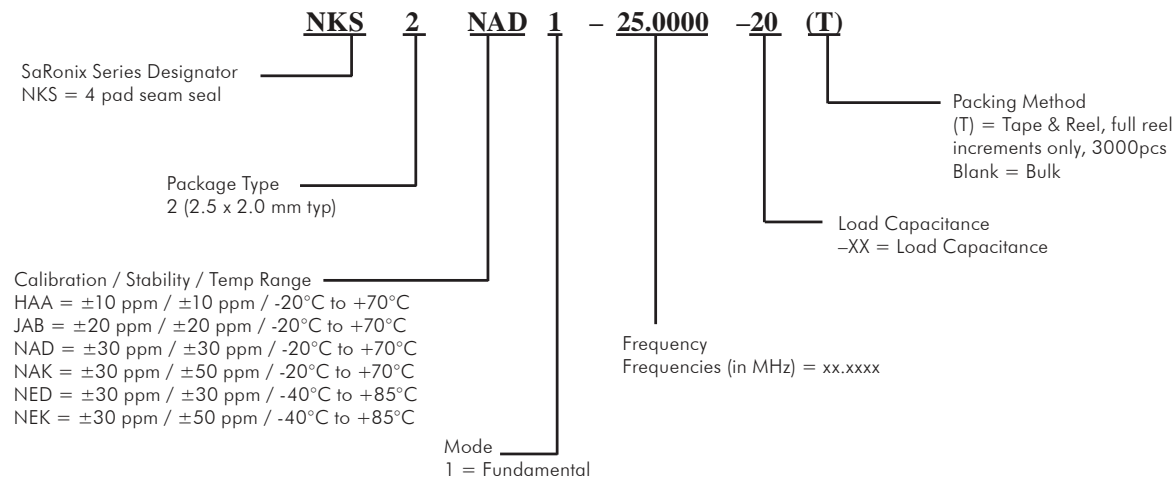 NKS 2 NAD 1 – 25.0000 –20 (T)
SaRonix Series Designator
NKS = 4 pad seam seal
Packing Method
(T) = Tape & Reel, full reel
increments only, 3000pcs
Blank = Bulk
Package Type
2 (2.5 x 2.0 mm typ)
Load Capacitance
–XX = Load Capacitance
Calibration / Stability / Temp Range
HAA = ±10 ppm / ±10 ppm / -20°C to +70°C
JAB = ±20 ppm / ±20 ppm / -20°C to +70°C
NAD = ±30 ppm / ±30 ppm / -20°C to +70°C
NAK = ±30 ppm / ±50 ppm / -20°C to +70°C
NED = ±30 ppm / ±30 ppm / -40°C to +85°C
NEK = ±30 ppm / ±50 ppm / -40°C to +85°C
Frequency
Frequencies (in MHz) = xx.xxxx
Mode
1 = Fundamental